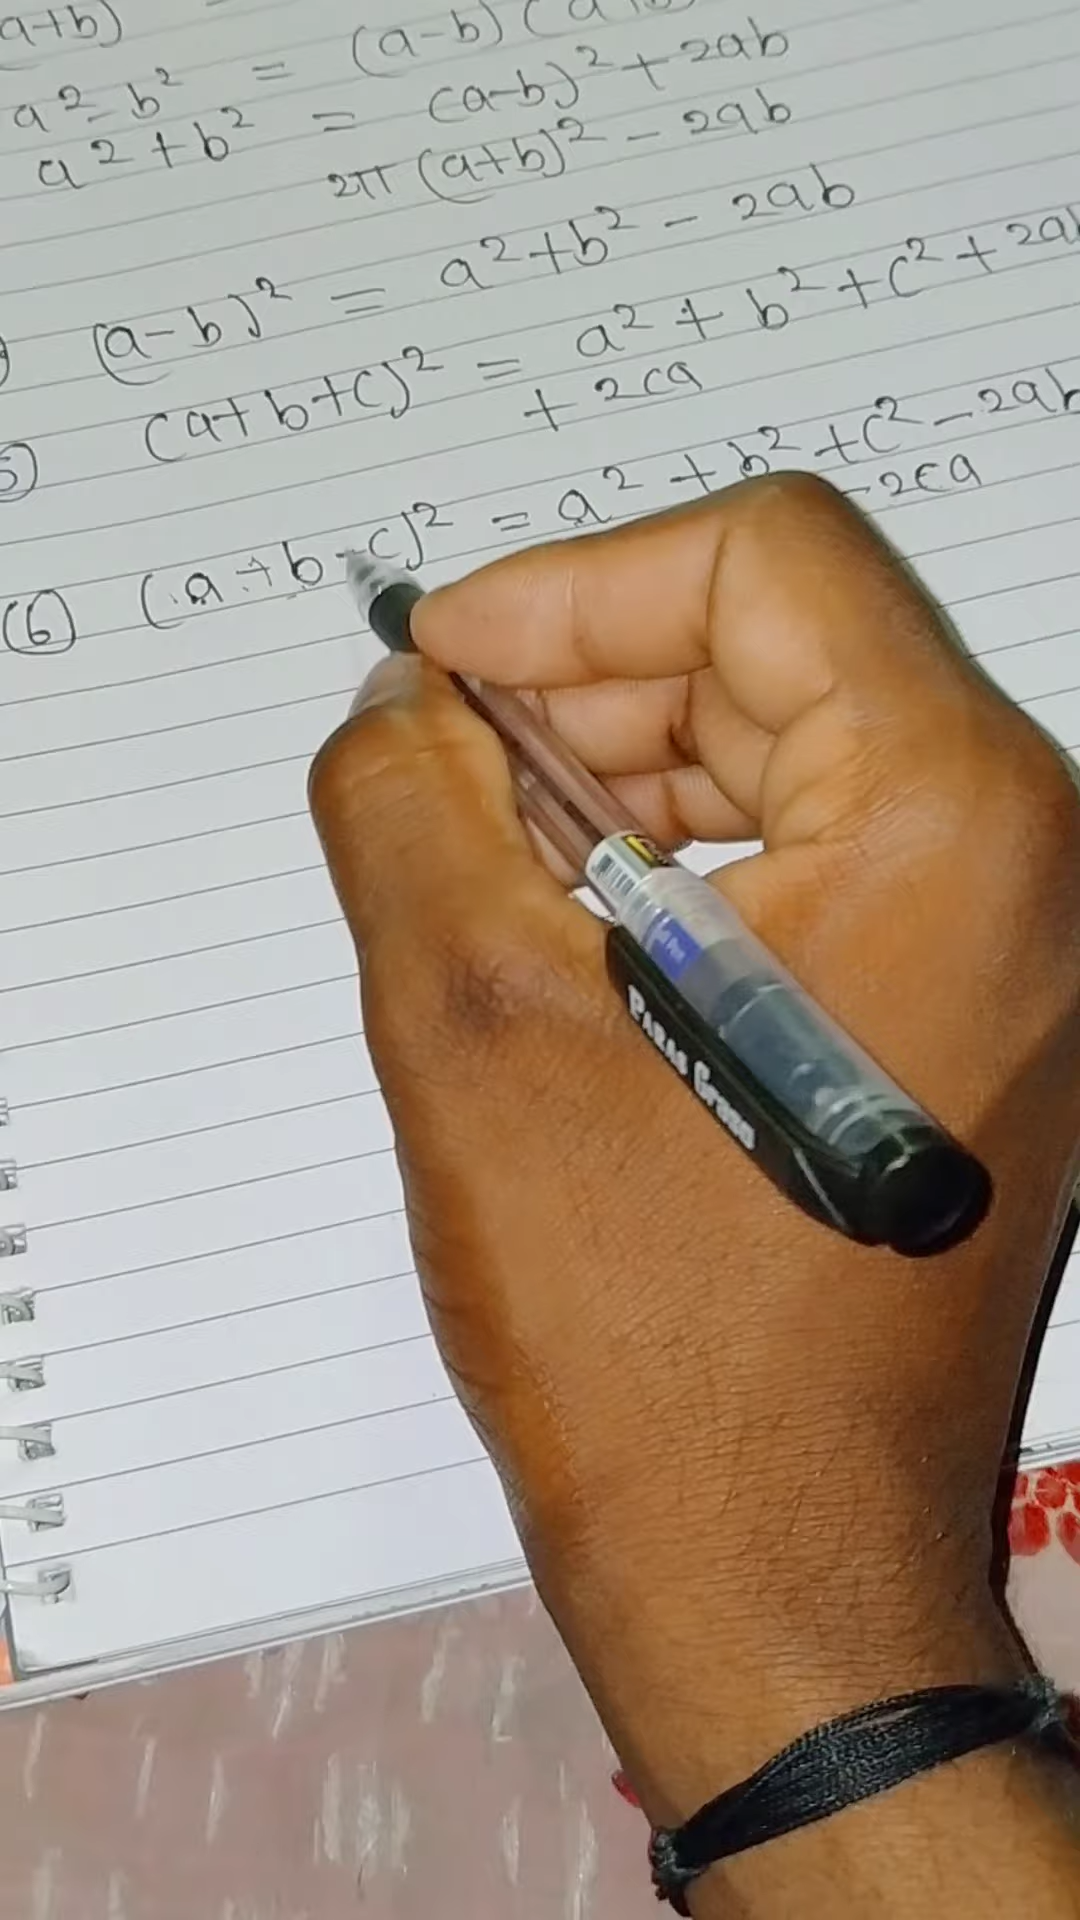 a+b)
a² - b² = (a-b) (a+b
a² + b² = (a-b)² + 2ab
या (a+b)² - 2ab
(a-b)² = a² + b² - 2ab
5) (a+b+c)² = a² + b² + c² + 2ab
+ 2ca
(6) (a+b-c)² = a² + b² + c² - 2ab
- 2ca
PARAS Grano